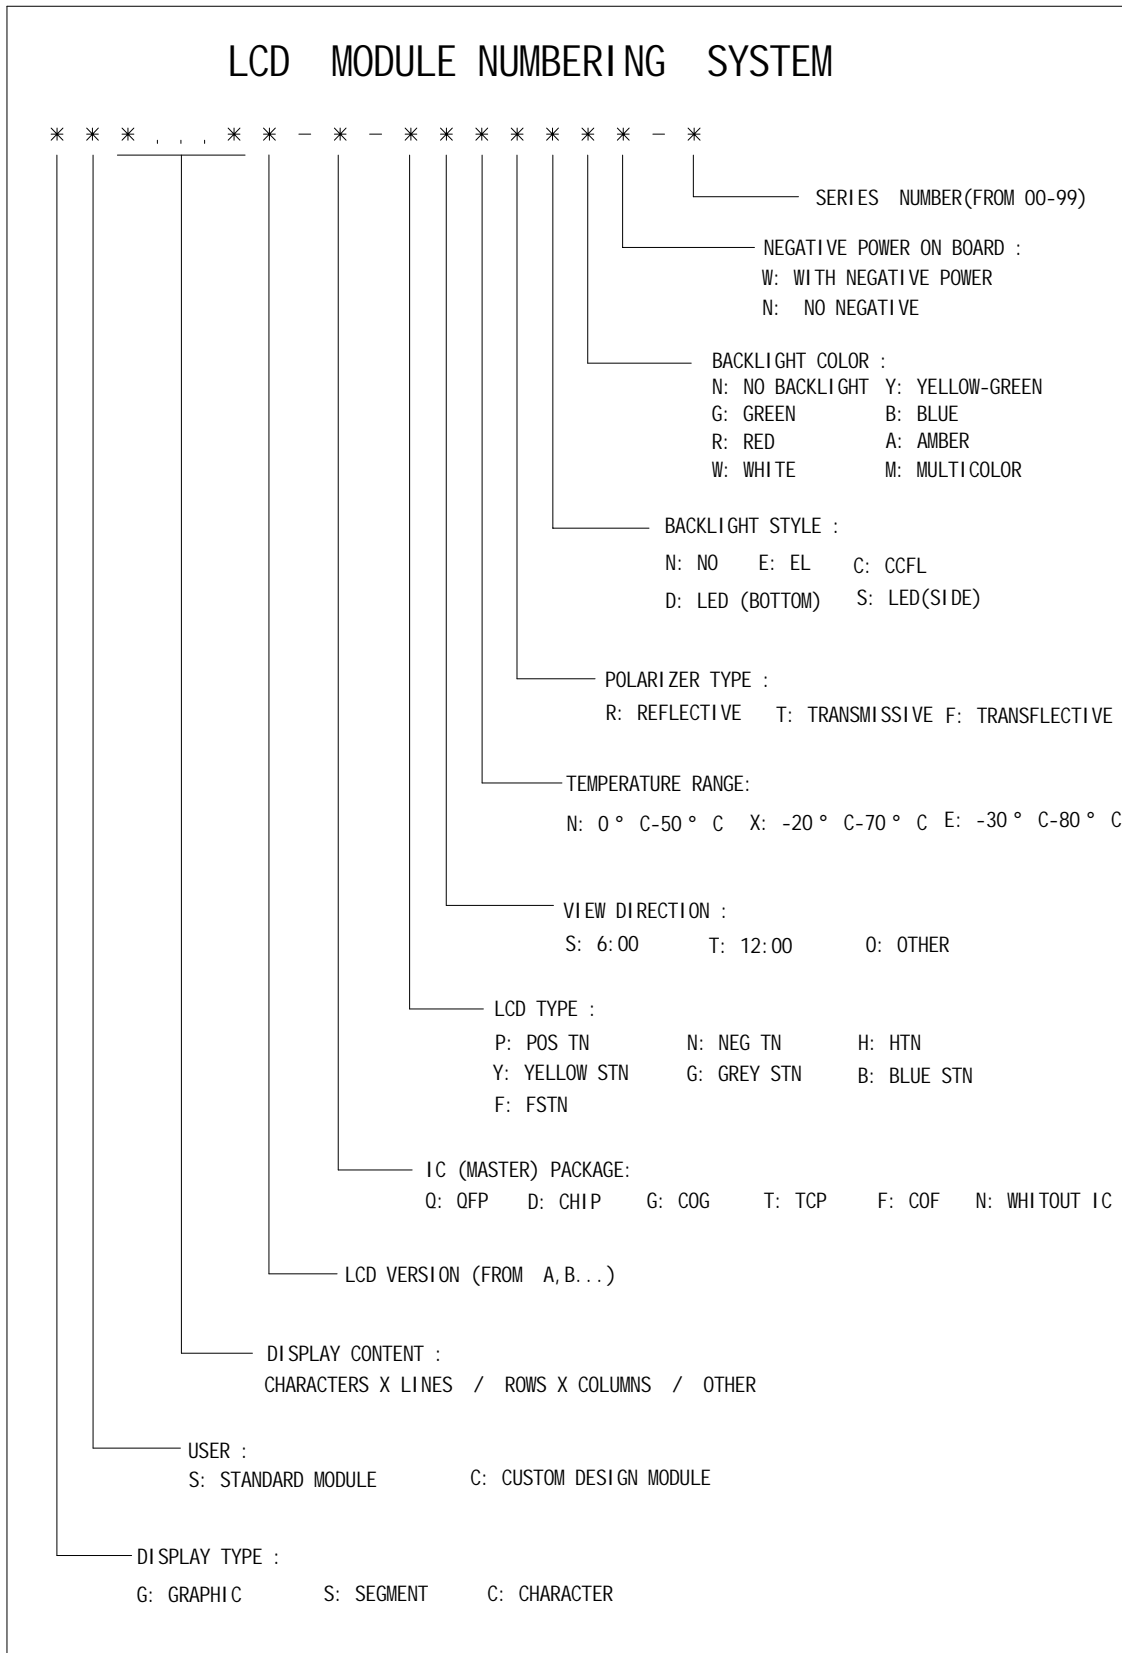 LCD MODULE NUMBERING SYSTEM
* * * . . . * * - * - * * * * * * * - *
SERIES NUMBER(FROM 00-99)
NEGATIVE POWER ON BOARD :
W: WITH NEGATIVE POWER
N: NO NEGATIVE
BACKLIGHT COLOR :
N: NO BACKLIGHT Y: YELLOW-GREEN
G: GREEN B: BLUE
R: RED A: AMBER
W: WHITE M: MULTICOLOR
BACKLIGHT STYLE :
N: NO E: EL C: CCFL
D: LED (BOTTOM) S: LED(SIDE)
POLARIZER TYPE :
R: REFLECTIVE T: TRANSMISSIVE F: TRANSFLECTIVE
TEMPERATURE RANGE:
N: 0° C-50° C X: -20° C-70° C E: -30° C-80° C
VIEW DIRECTION :
S: 6:00 T: 12:00 O: OTHER
LCD TYPE :
P: POS TN N: NEG TN H: HTN
Y: YELLOW STN G: GREY STN B: BLUE STN
F: FSTN
IC (MASTER) PACKAGE:
Q: QFP D: CHIP G: COG T: TCP F: COF N: WHITOUT IC
LCD VERSION (FROM A,B...)
DISPLAY CONTENT :
CHARACTERS X LINES / ROWS X COLUMNS / OTHER
USER :
S: STANDARD MODULE C: CUSTOM DESIGN MODULE
DISPLAY TYPE :
G: GRAPHIC S: SEGMENT C: CHARACTER